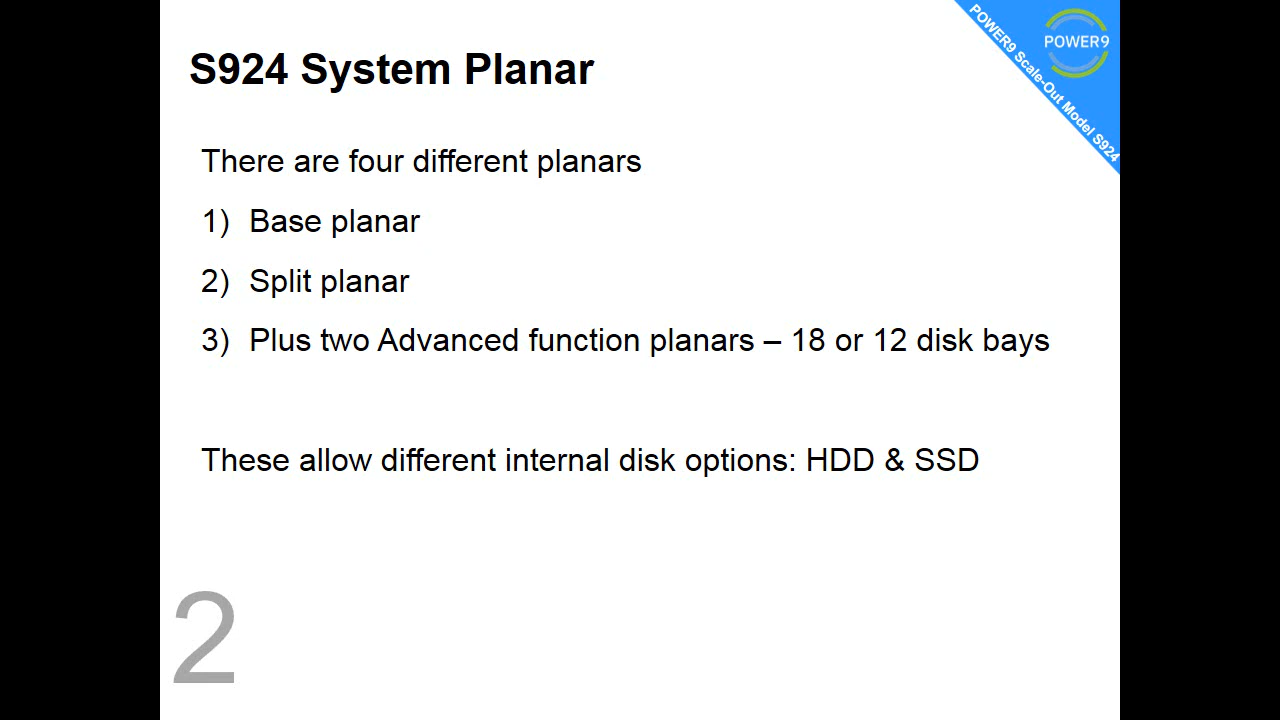 S924 System Planar
POWER9
POWER9 Scale-Out Model S924
There are four different planars
1) Base planar
2) Split planar
3) Plus two Advanced function planars – 18 or 12 disk bays
These allow different internal disk options: HDD & SSD
2